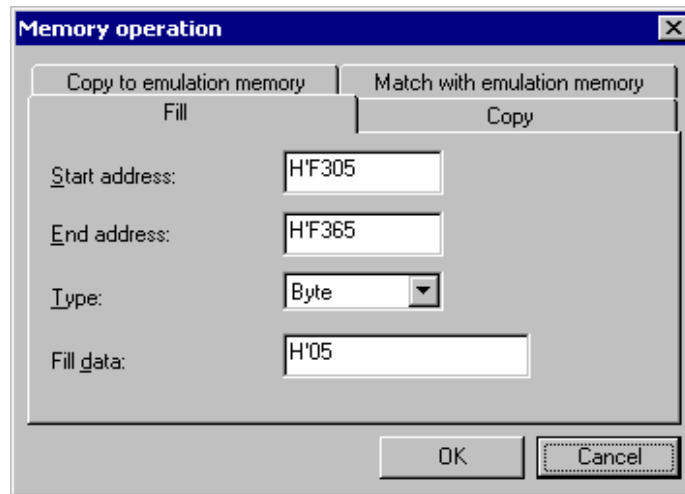 Memory operation
Copy to emulation memory Match with emulation memory
Fill Copy
Start address: H'F305
End address: H'F365
Type: Byte
Fill data: H'05
OK Cancel